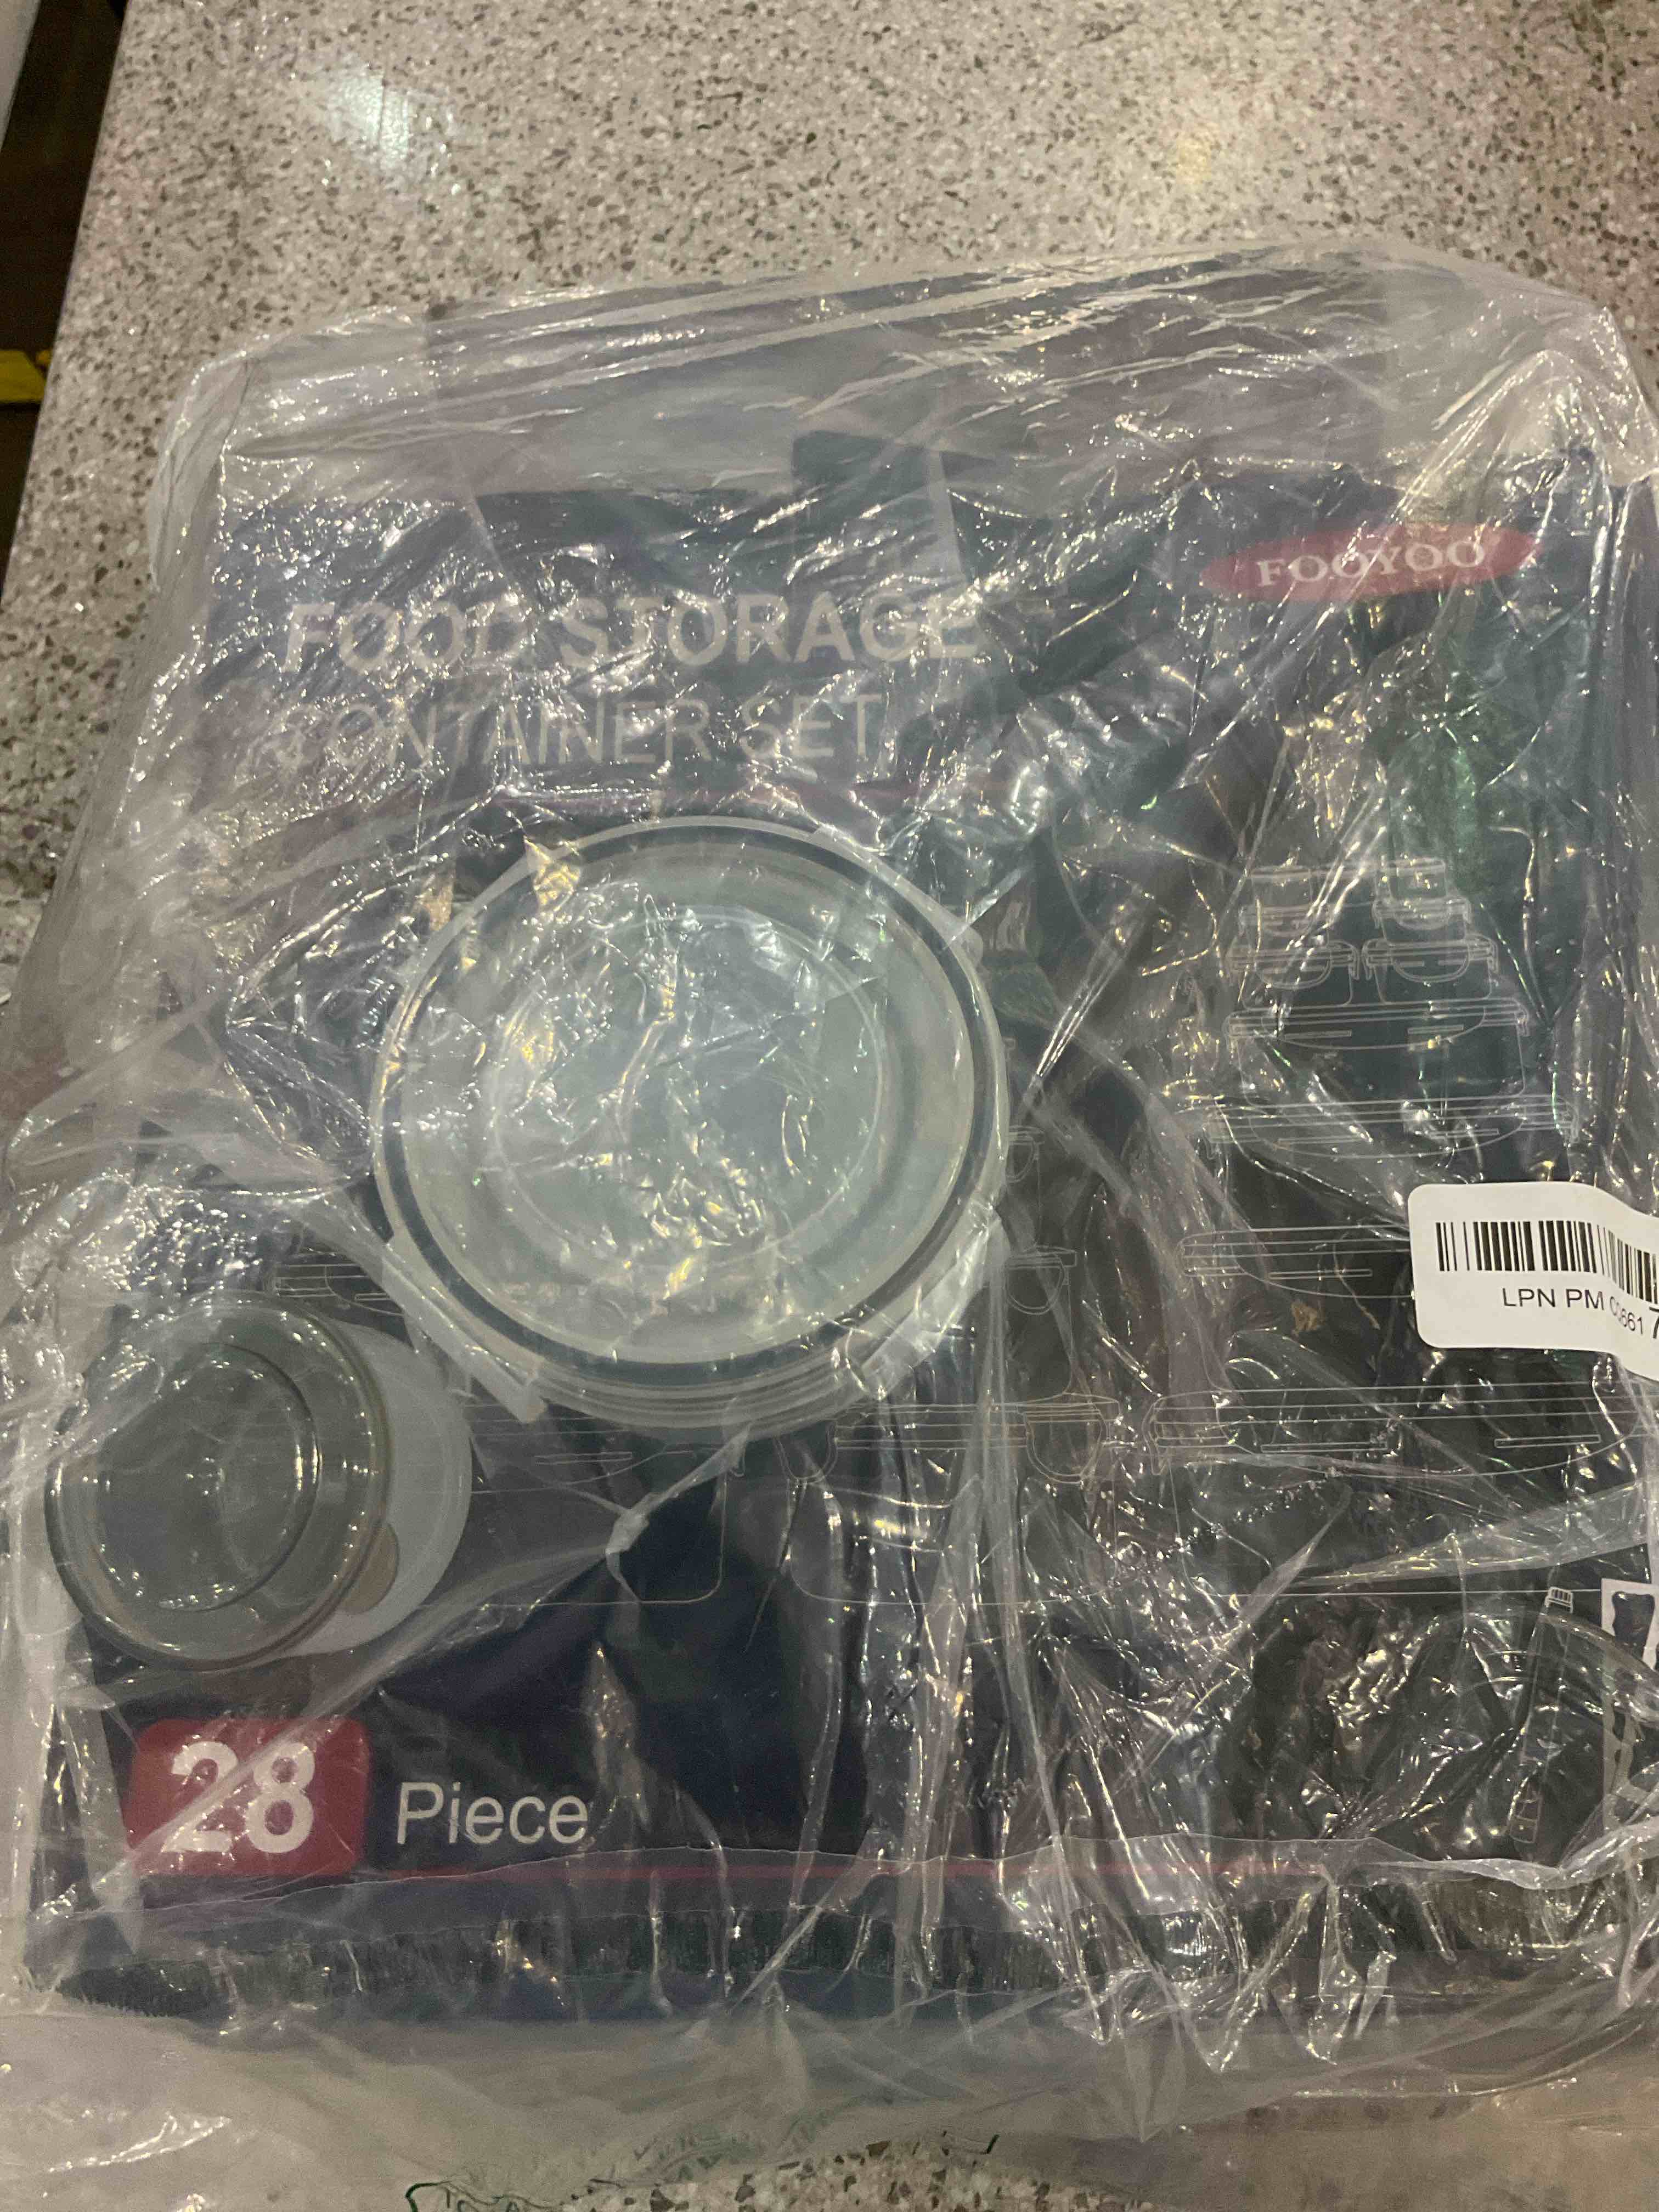 FOOYOO
FOOD STORAGE
CONTAINER SET
LPN PM
28 Piece